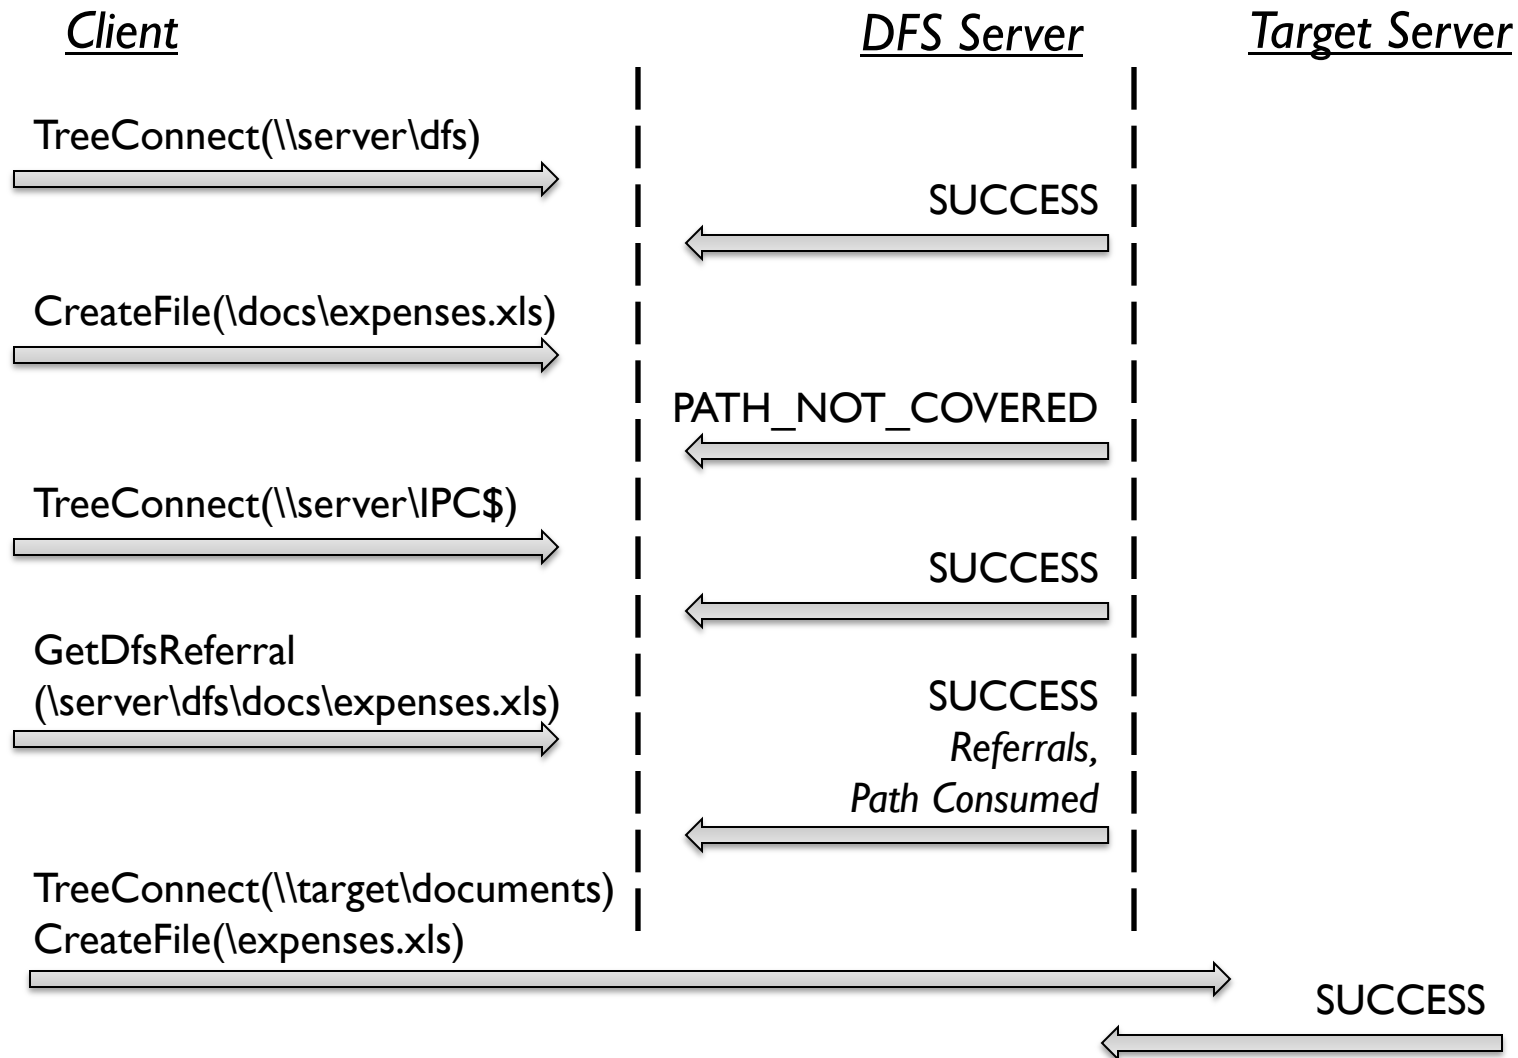 Client
DFS Server
Target Server
TreeConnect(\\server\dfs)
SUCCESS
CreateFile(\docs\expenses.xls)
PATH_NOT_COVERED
TreeConnect(\\server\IPC$)
SUCCESS
GetDfsReferral
(\server\dfs\docs\expenses.xls)
SUCCESS
Referrals,
Path Consumed
TreeConnect(\\target\documents)
CreateFile(\expenses.xls)
SUCCESS